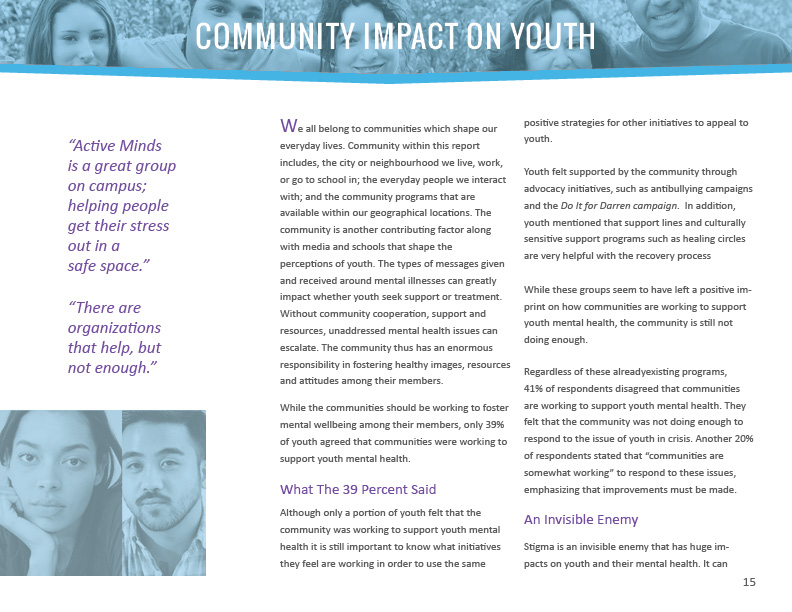 COMMUNITY IMPACT ON YOUTH
“Active Minds
is a great group
on campus;
helping people
get their stress
out in a
safe space.”
“There are
organizations
that help, but
not enough.”
We all belong to communities which shape our
everyday lives. Community within this report
includes, the city or neighbourhood we live, work,
or go to school in; the everyday people we interact
with; and the community programs that are
available within our geographical locations. The
community is another contributing factor along
with media and schools that shape the
perceptions of youth. The types of messages given
and received around mental illnesses can greatly
impact whether youth seek support or treatment.
Without community cooperation, support and
resources, unaddressed mental health issues can
escalate. The community thus has an enormous
responsibility in fostering healthy images, resources
and attitudes among their members.
While the communities should be working to foster
mental wellbeing among their members, only 39%
of youth agreed that communities were working to
support youth mental health.
What The 39 Percent Said
Although only a portion of youth felt that the
community was working to support youth mental
health it is still important to know what initiatives
they feel are working in order to use the same
positive strategies for other initiatives to appeal to
youth.
Youth felt supported by the community through
advocacy initiatives, such as antibullying campaigns
and the Do It for Darren campaign. In addition,
youth mentioned that support lines and culturally
sensitive support programs such as healing circles
are very helpful with the recovery process
While these groups seem to have left a positive im-
print on how communities are working to support
youth mental health, the community is still not
doing enough.
Regardless of these alreadyexisting programs,
41% of respondents disagreed that communities
are working to support youth mental health. They
felt that the community was not doing enough to
respond to the issue of youth in crisis. Another 20%
of respondents stated that “communities are
somewhat working” to respond to these issues,
emphasizing that improvements must be made.
An Invisible Enemy
Stigma is an invisible enemy that has huge im-
pacts on youth and their mental health. It can
15